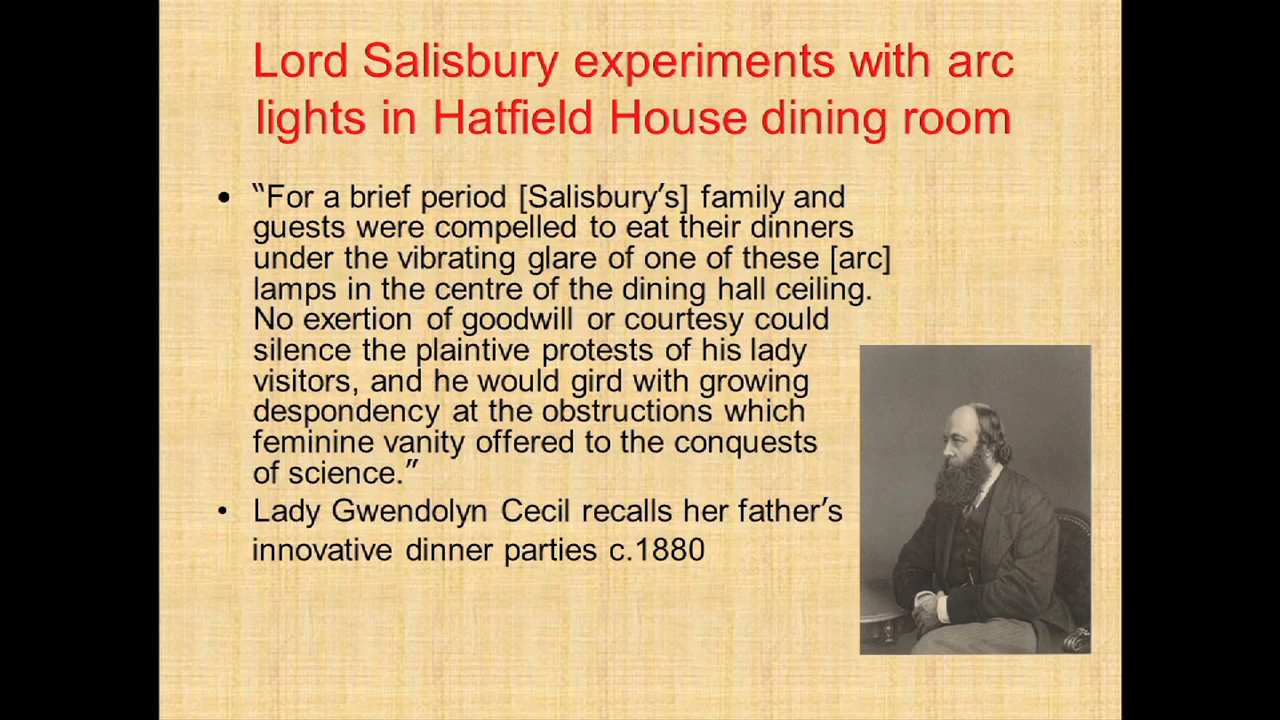 Lord Salisbury experiments with arc
lights in Hatfield House dining room
• “For a brief period [Salisbury’s] family and
guests were compelled to eat their dinners
under the vibrating glare of one of these [arc]
lamps in the centre of the dining hall ceiling.
No exertion of goodwill or courtesy could
silence the plaintive protests of his lady
visitors, and he would gird with growing
despondency at the obstructions which
feminine vanity offered to the conquests
of science.”
• Lady Gwendolyn Cecil recalls her father’s
innovative dinner parties c.1880